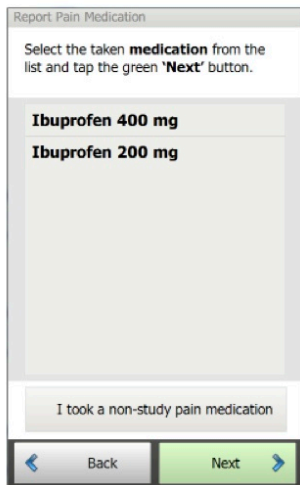 Report Pain Medication
Select the taken medication from the
list and tap the green ‘Next’ button.
Ibuprofen 400 mg
Ibuprofen 200 mg
I took a non-study pain medication
Back
Next